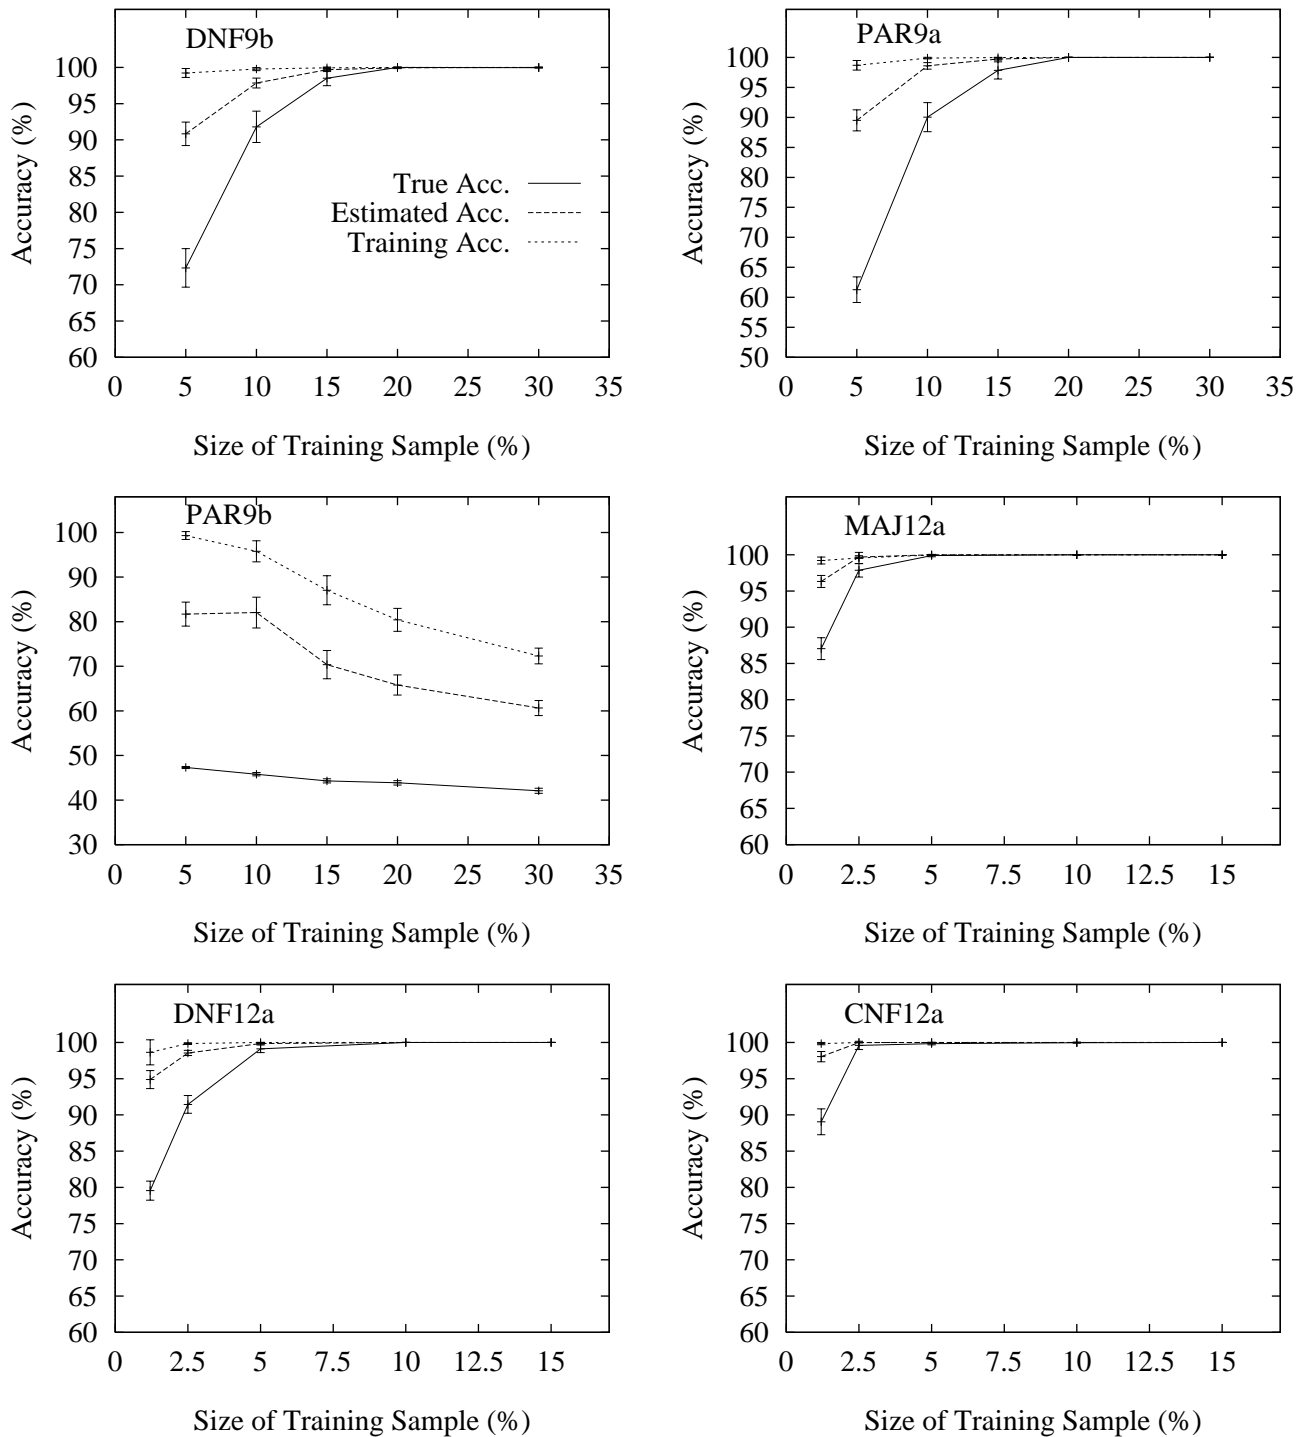 DNF9b
100
95
90
85
80
75
70
65
60
True Acc.
Estimated Acc.
Training Acc.
0 5 10 15 20 25 30 35
Size of Training Sample (%)
Accuracy (%)
PAR9a
100
95
90
85
80
75
70
65
60
55
50
0 5 10 15 20 25 30 35
Size of Training Sample (%)
Accuracy (%)
PAR9b
100
90
80
70
60
50
40
30
0 5 10 15 20 25 30 35
Size of Training Sample (%)
Accuracy (%)
MAJ12a
100
95
90
85
80
75
70
65
60
0 2.5 5 7.5 10 12.5 15
Size of Training Sample (%)
Accuracy (%)
DNF12a
100
95
90
85
80
75
70
65
60
0 2.5 5 7.5 10 12.5 15
Size of Training Sample (%)
Accuracy (%)
CNF12a
100
95
90
85
80
75
70
65
60
0 2.5 5 7.5 10 12.5 15
Size of Training Sample (%)
Accuracy (%)